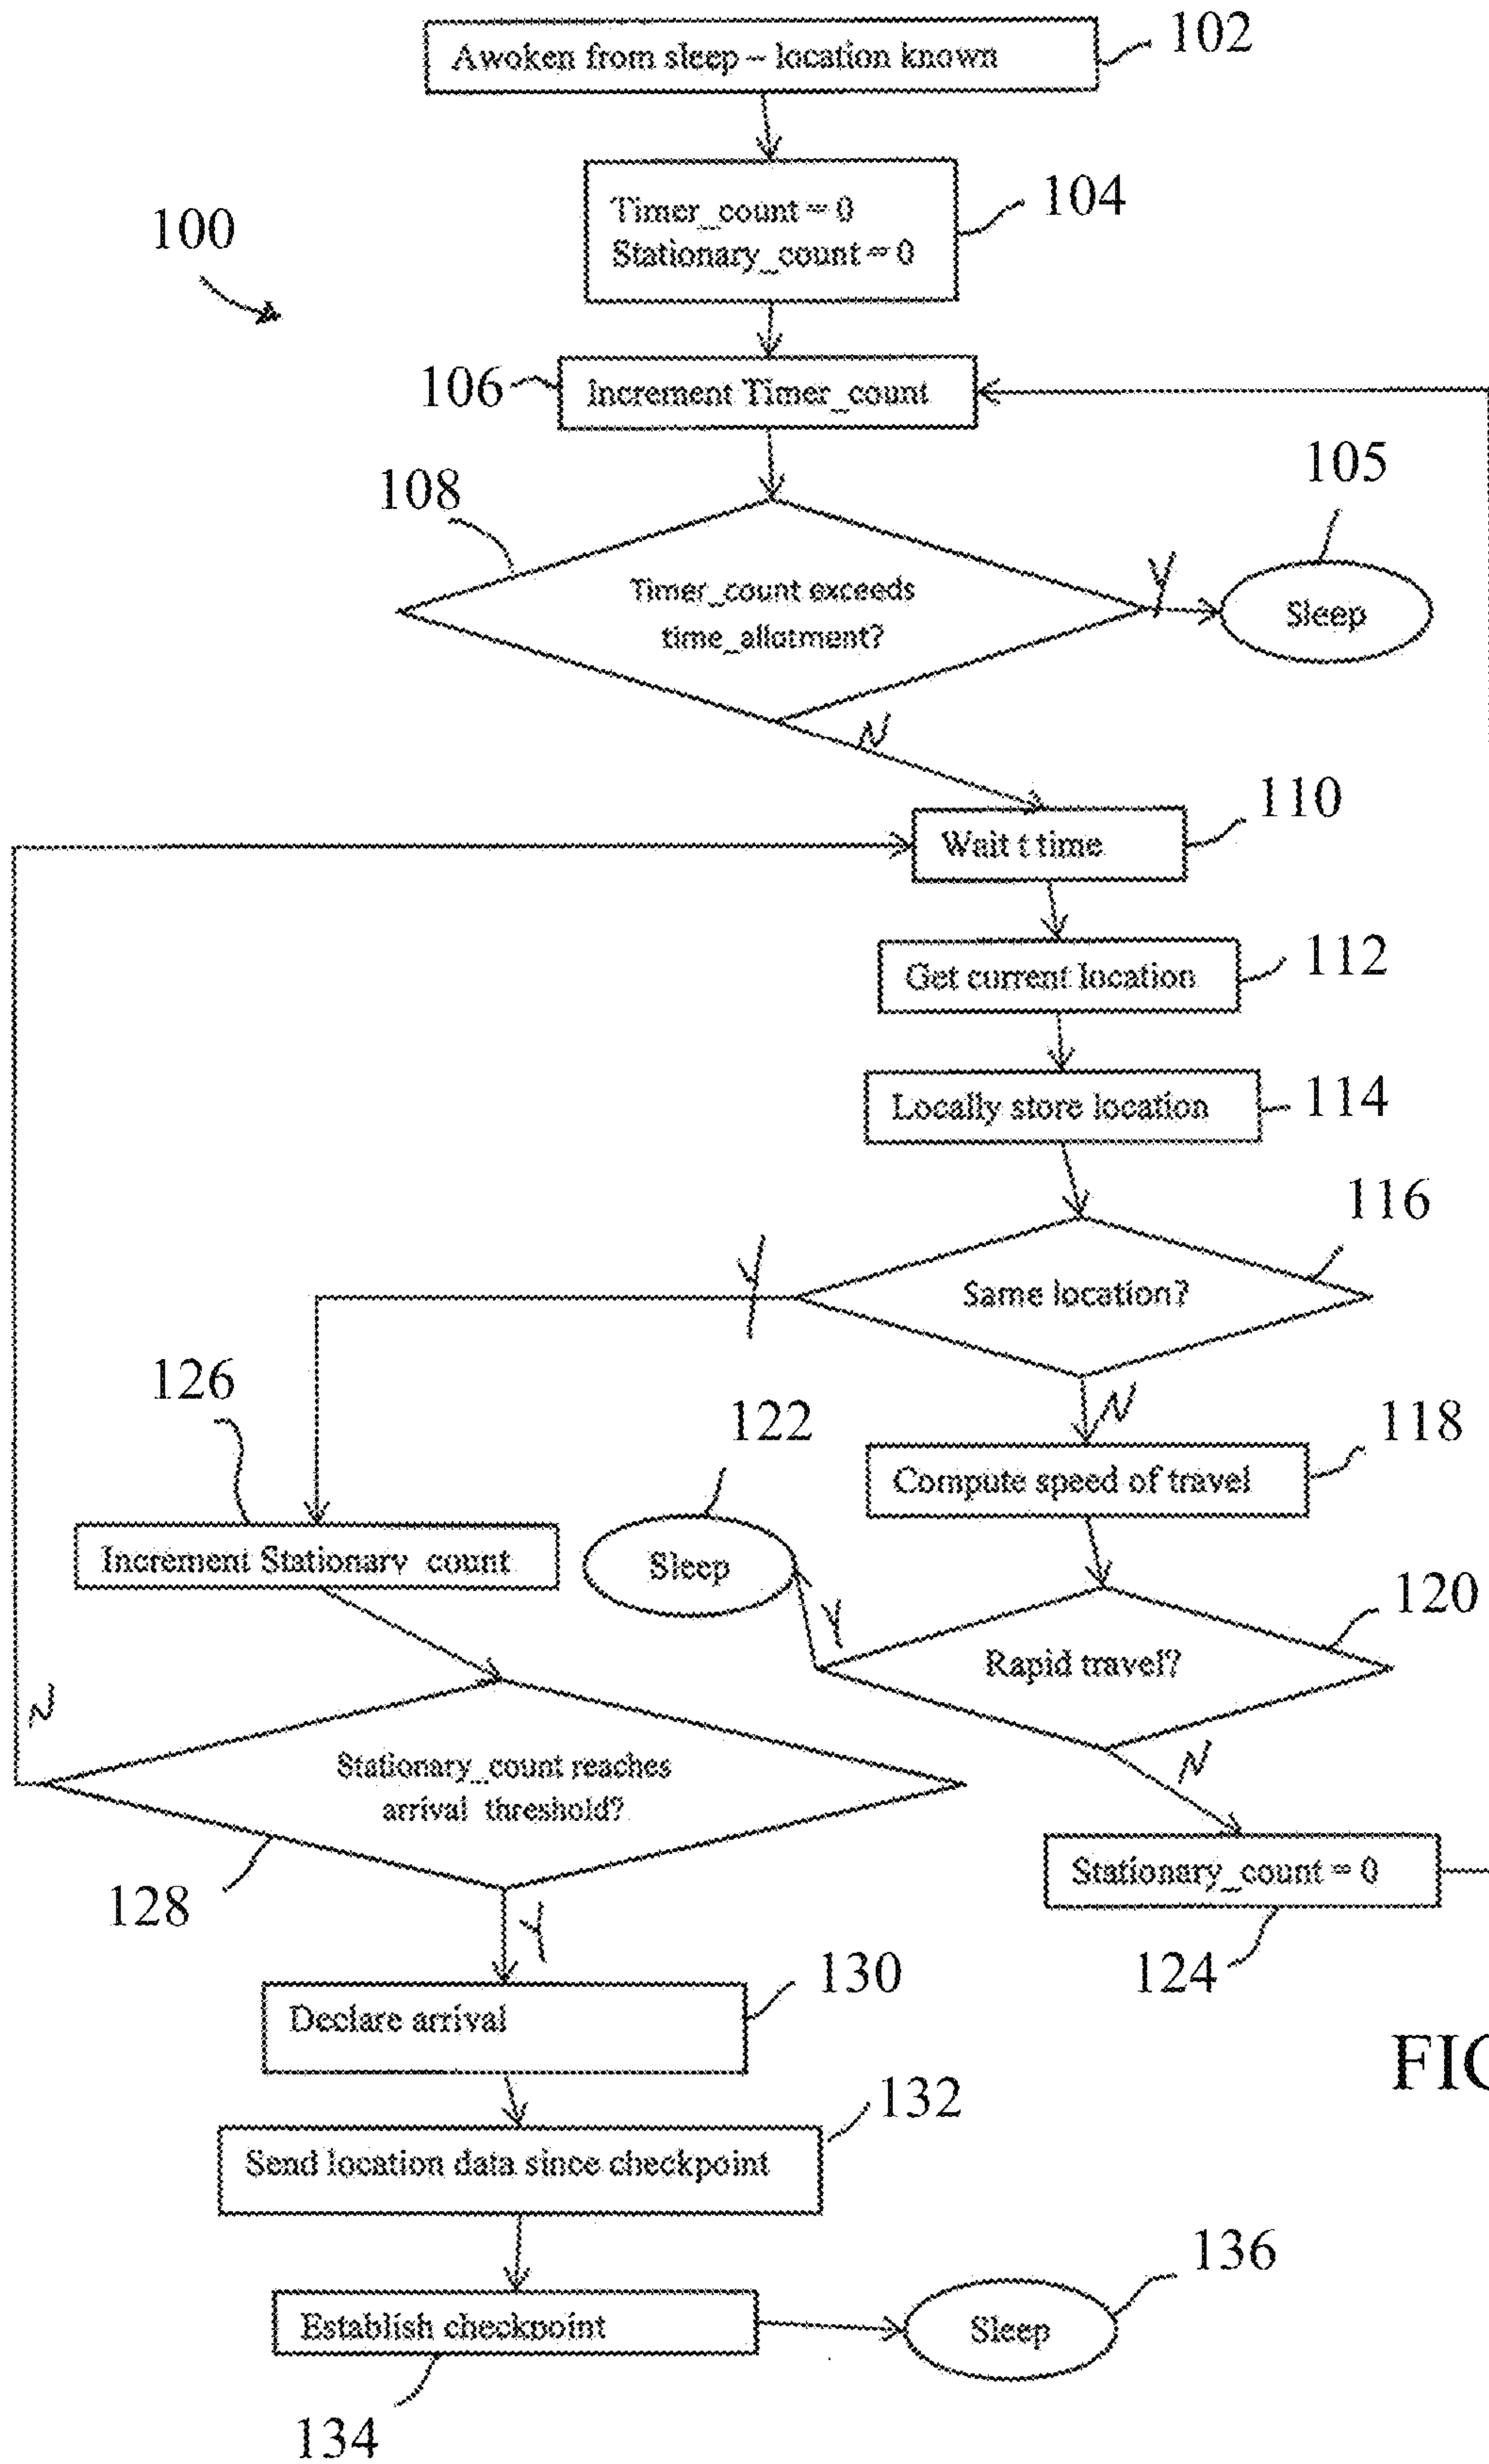 102
Awoken from sleep – location known
104
Timer_count = 0
Stationary_count = 0
100
106
Increment Timer_count
105
108
Y
Timer_count exceeds
time_allotment?
Sleep
N
110
Wait t time
112
Get current location
114
Locally store location
116
Y
Same location?
126
122
N
118
Compute speed of travel
Increment Stationary_count
Sleep
120
Y
Rapid travel?
N
N
Stationary_count reaches
arrival_threshold?
128
Stationary_count = 0
Y
130
124
Declare arrival
FIG
132
Send location data since checkpoint
136
Establish checkpoint
Sleep
134